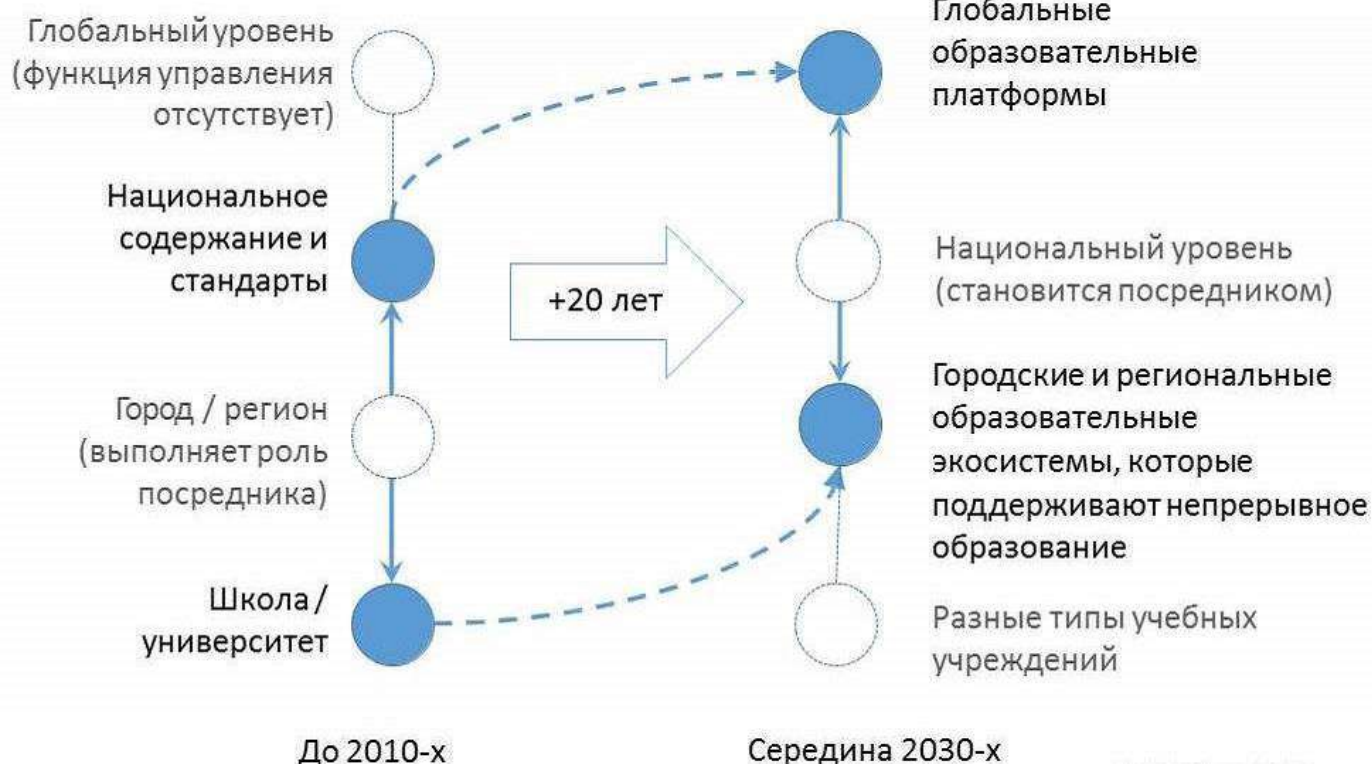 Глобальный уровень
(функция управления
отсутствует)
Национальное
содержание и
стандарты
Город / регион
(выполняет роль
посредника)
Школа /
университет
До 2010-х
+20 лет
Глобальные
образовательные
платформы
Национальный уровень
(становится посредником)
Городские и региональные
образовательные
экосистемы, которые
поддерживают непрерывное
образование
Разные типы учебных
учреждений
Середина 2030-х